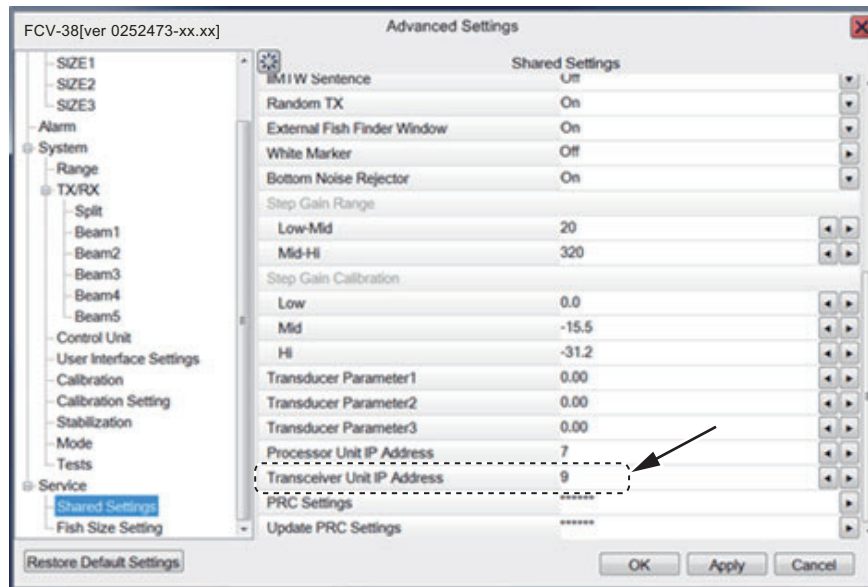 Advanced Settings
FCV-38[ver 0252473-xx.xx]
SIZE1
SIZE2
SIZE3
Alarm
System
Range
TX/RX
Split
Beam1
Beam2
Beam3
Beam4
Beam5
Control Unit
User Interface Settings
Calibration
Calibration Setting
Stabilization
Mode
Tests
Service
Shared Settings
Fish Size Setting
Shared Settings
IIMTW Sentence Off
Random TX On
External Fish Finder Window On
White Marker Off
Bottom Noise Rejector On
Step Gain Range
Low-Mid 20
Mid-Hi 320
Step Gain Calibration
Low 0.0
Mid -15.5
Hi -31.2
Transducer Parameter1 0.00
Transducer Parameter2 0.00
Transducer Parameter3 0.00
Processor Unit IP Address 7
Transceiver Unit IP Address 9
PRC Settings ******
Update PRC Settings ******
Restore Default Settings
OK Apply Cancel